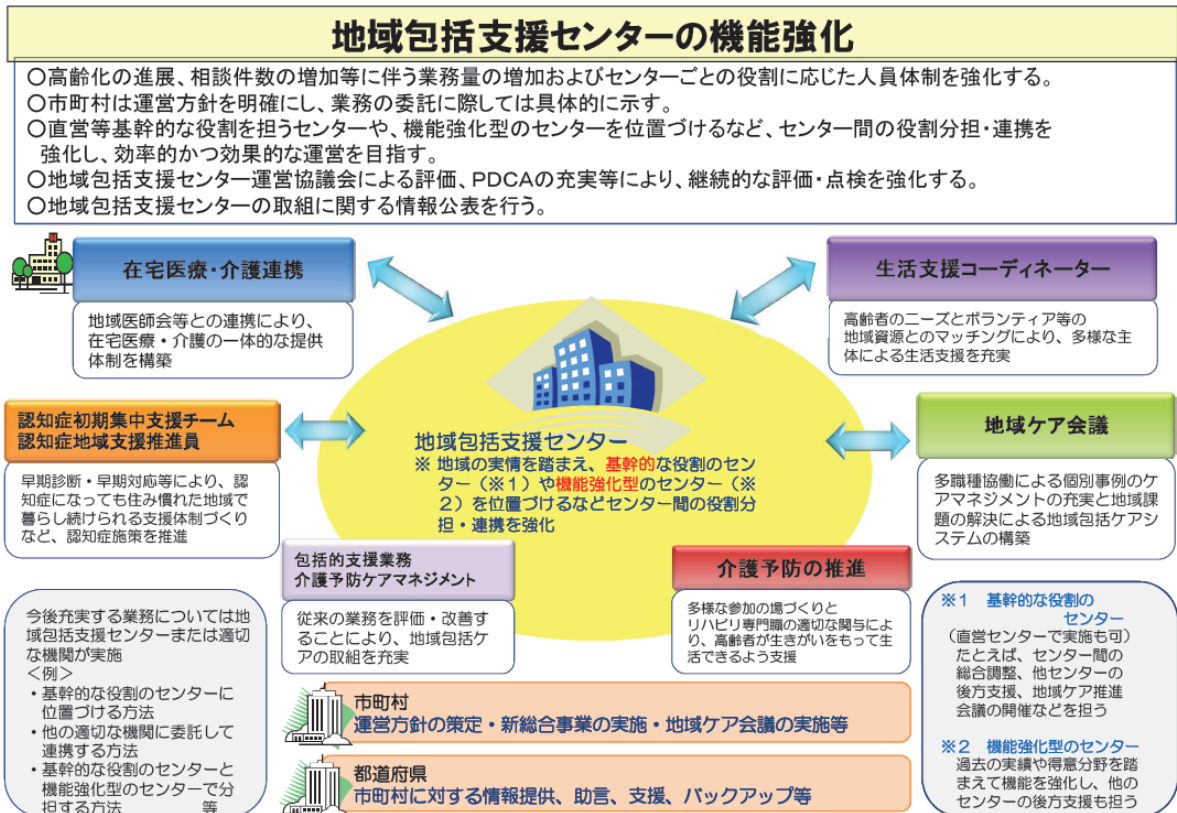 地域包括支援センターの機能強化
○高齢化の進展、相談件数の増加等に伴う業務量の増加およびセンターごとの役割に応じた人員体制を強化する。
○市町村は運営方針を明確にし、業務の委託に際しては具体的に示す。
○直営等基幹的な役割を担うセンターや、機能強化型のセンターを位置づけるなど、センター間の役割分担・連携を
強化し、効率的かつ効果的な運営を目指す。
○地域包括支援センター運営協議会による評価、PDCAの充実等により、継続的な評価・点検を強化する。
○地域包括支援センターの取組に関する情報公表を行う。
在宅医療・介護連携
地域医師会等との連携により、
在宅医療・介護の一体的な提供
体制を構築
生活支援コーディネーター
高齢者のニーズとボランティア等の
地域資源とのマッチングにより、多様な主
体による生活支援を充実
認知症初期集中支援チーム
認知症地域支援推進員
早期診断・早期対応等により、認
知症になっても住み慣れた地域で
暮らし続けられる支援体制づくり
など、認知症施策を推進
地域包括支援センター
※ 地域の実情を踏まえ、基幹的な役割のセン
ター（※１）や機能強化型のセンター（※
２）を位置づけるなどセンター間の役割分
担・連携を強化
地域ケア会議
多職種協働による個別事例のケ
アマネジメントの充実と地域課
題の解決による地域包括ケアシ
ステムの構築
包括的支援業務
介護予防ケアマネジメント
従来の業務を評価・改善す
ることにより、地域包括ケ
アの取組を充実
介護予防の推進
多様な参加の場づくりと
リハビリ専門職の適切な関与によ
り、高齢者が生きがいをもって生
活できるよう支援
今後充実する業務については地
域包括支援センターまたは適切
な機関が実施
＜例＞
・基幹的な役割のセンターに
位置づける方法
・他の適切な機関に委託して
連携する方法
・基幹的な役割のセンターと
機能強化型のセンターで分
担する方法 等
市町村
運営方針の策定・新総合事業の実施・地域ケア会議の実施等
都道府県
市町村に対する情報提供、助言、支援、バックアップ等
※１ 基幹的な役割の
センター
（直営センターで実施も可）
たとえば、センター間の
総合調整、他センターの
後方支援、地域ケア推進
会議の開催などを担う
※２ 機能強化型のセンター
過去の実績や得意分野を踏
まえて機能を強化し、他の
センターの後方支援も担う